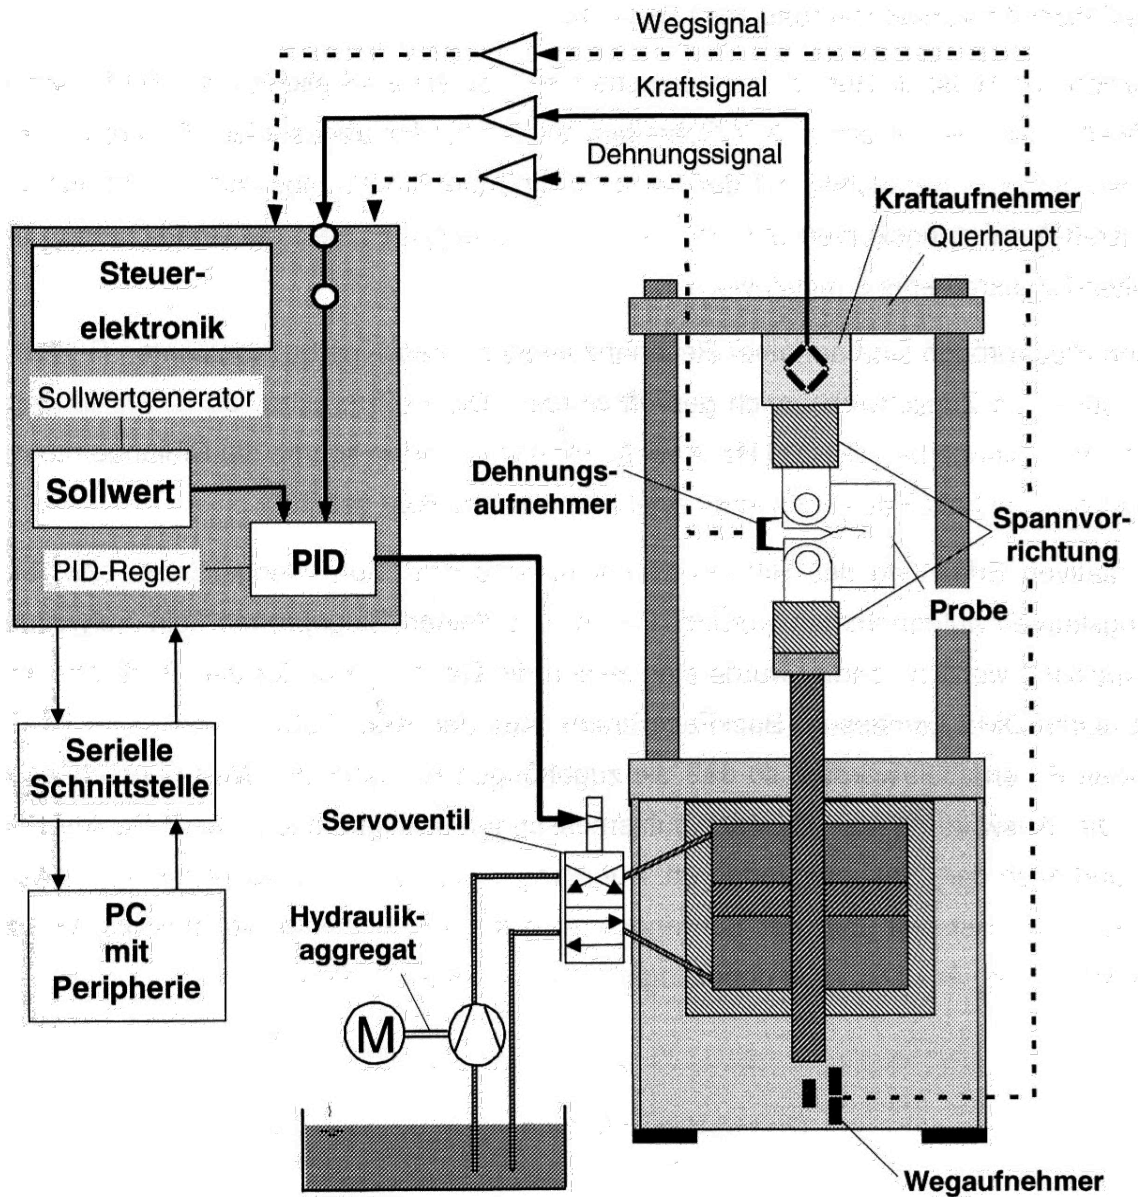 Wegsignal
Kraftsignal
Dehnungssignal
Kraftaufnehmer
Querhaupt
Steuer-
elektronik
Sollwertgenerator
Sollwert
PID-Regler
PID
Dehnungs-
aufnehmer
Spannvor-
richtung
Probe
Serielle
Schnittstelle
Servoventil
PC
mit
Peripherie
Hydraulik-
aggregat
M
Wegaufnehmer